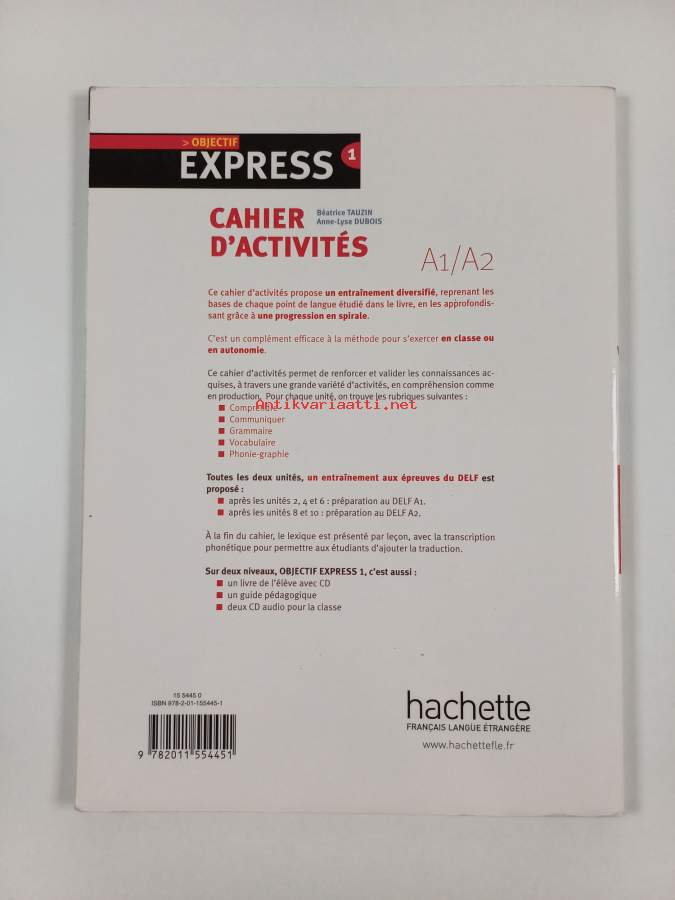 > OBJECTIF
EXPRESS 1
CAHIER
D'ACTIVITÉS
Béatrice TAUZIN
Anne-Lyse DUBOIS
A1/A2
Ce cahier d'activités propose un entraînement diversifié, reprenant les
bases de chaque point de langue étudié dans le livre, en les approfondis-
sant grâce à une progression en spirale.
C'est un complément efficace à la méthode pour s'exercer en classe ou
en autonomie.
Ce cahier d'activités permet de renforcer et valider les connaissances ac-
quises, à travers une grande variété d'activités, en compréhension comme
en production. Pour chaque unité, on trouve les rubriques suivantes :
Antikvariaatti.net
■ Comprendre
■ Communiquer
■ Grammaire
■ Vocabulaire
■ Phonie-graphie
Toutes les deux unités, un entraînement aux épreuves du DELF est
proposé :
■ après les unités 2, 4 et 6 : préparation au DELF A1.
■ après les unités 8 et 10 : préparation au DELF A2.
À la fin du cahier, le lexique est présenté par leçon, avec la transcription
phonétique pour permettre aux étudiants d'ajouter la traduction.
Sur deux niveaux, OBJECTIF EXPRESS 1, c'est aussi :
■ un livre de l'élève avec CD
■ un guide pédagogique
■ deux CD audio pour la classe
15 5445 0
ISBN 978-2-01-155445-1
9 782011 554451
hachette
FRANÇAIS LANGUE ÉTRANGÈRE
www.hachettefle.fr